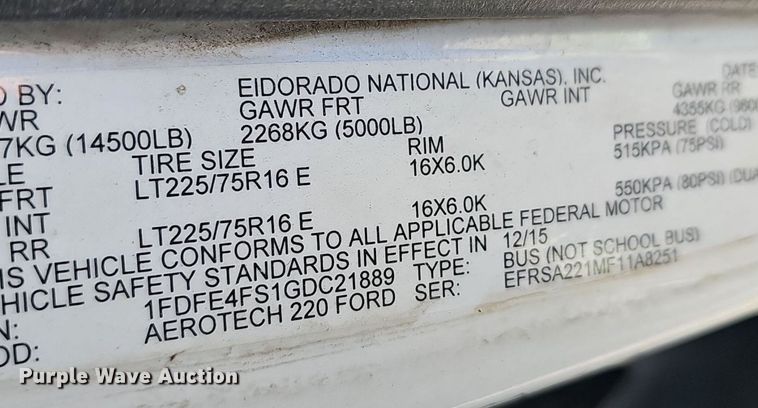 D BY: EIDORADO NATIONAL (KANSAS), INC. DATE
WR GAWR FRT GAWR INT GAWR RR
7KG (14500LB) 2268KG (5000LB) 4355KG (960
LE TIRE SIZE RIM PRESSURE (COLD)
FRT LT225/75R16 E 16X6.0K 515KPA (75PSI)
INT
RR LT225/75R16 E 16X6.0K 550KPA (80PSI) (DUA
IS VEHICLE CONFORMS TO ALL APPLICABLE FEDERAL MOTOR
HICLE SAFETY STANDARDS IN EFFECT IN 12/15
N: 1FDFE4FS1GDC21889 TYPE: BUS (NOT SCHOOL BUS)
OD: AEROTECH 220 FORD SER: EFRSA221MF11A8251
Purple Wave Auction